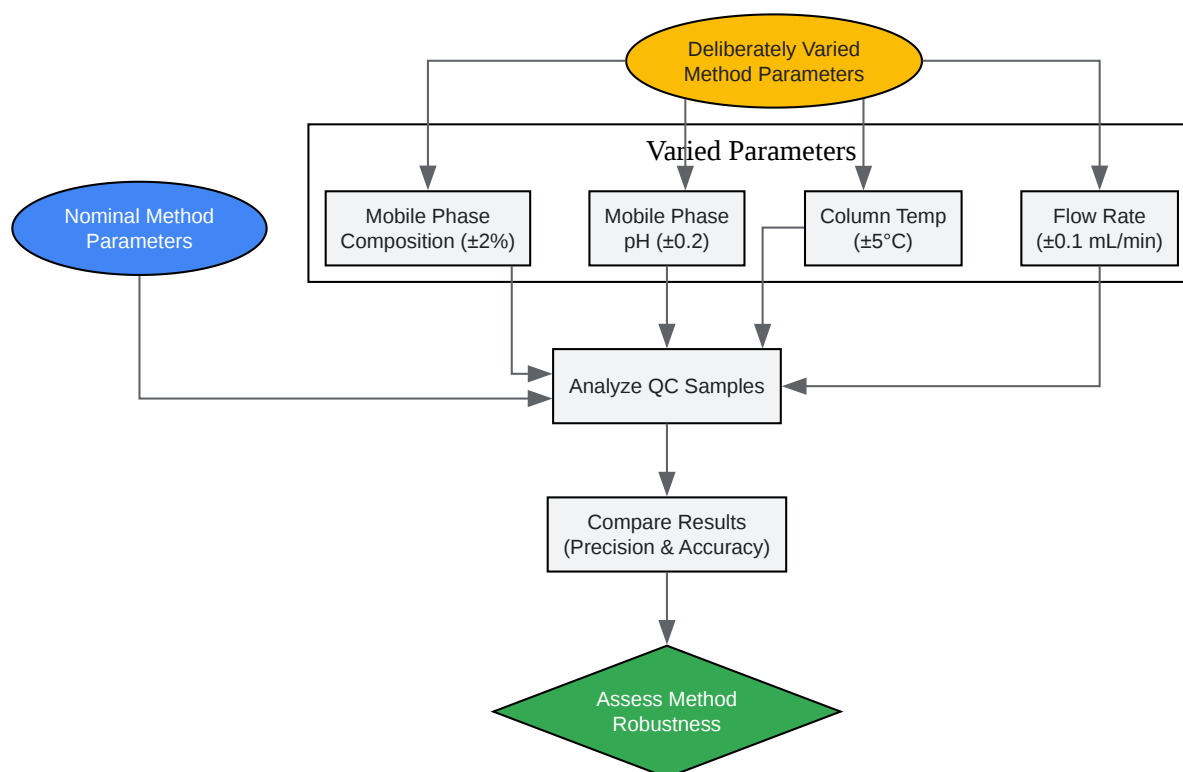 Deliberately Varied
Method Parameters
Varied Parameters
Nominal Method
Parameters
Mobile Phase
Composition (±2%)
Mobile Phase
pH (±0.2)
Column Temp
(±5°C)
Flow Rate
(±0.1 mL/min)
Analyze QC Samples
Compare Results
(Precision & Accuracy)
Assess Method
Robustness